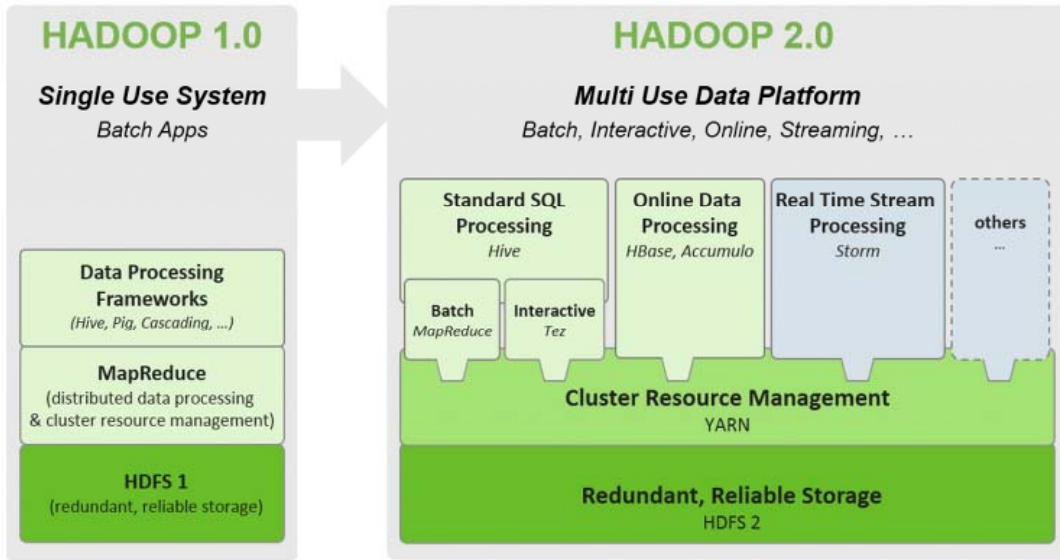 HADOOP 1.0
Single Use System
Batch Apps
Data Processing
Frameworks
(Hive, Pig, Cascading, ...)
MapReduce
(distributed data processing
& cluster resource management)
HDFS 1
(redundant, reliable storage)
HADOOP 2.0
Multi Use Data Platform
Batch, Interactive, Online, Streaming, ...
Standard SQL
Processing
Hive
Batch
MapReduce
Interactive
Tez
Online Data
Processing
HBase, Accumulo
Real Time Stream
Processing
Storm
others
...
Cluster Resource Management
YARN
Redundant, Reliable Storage
HDFS 2